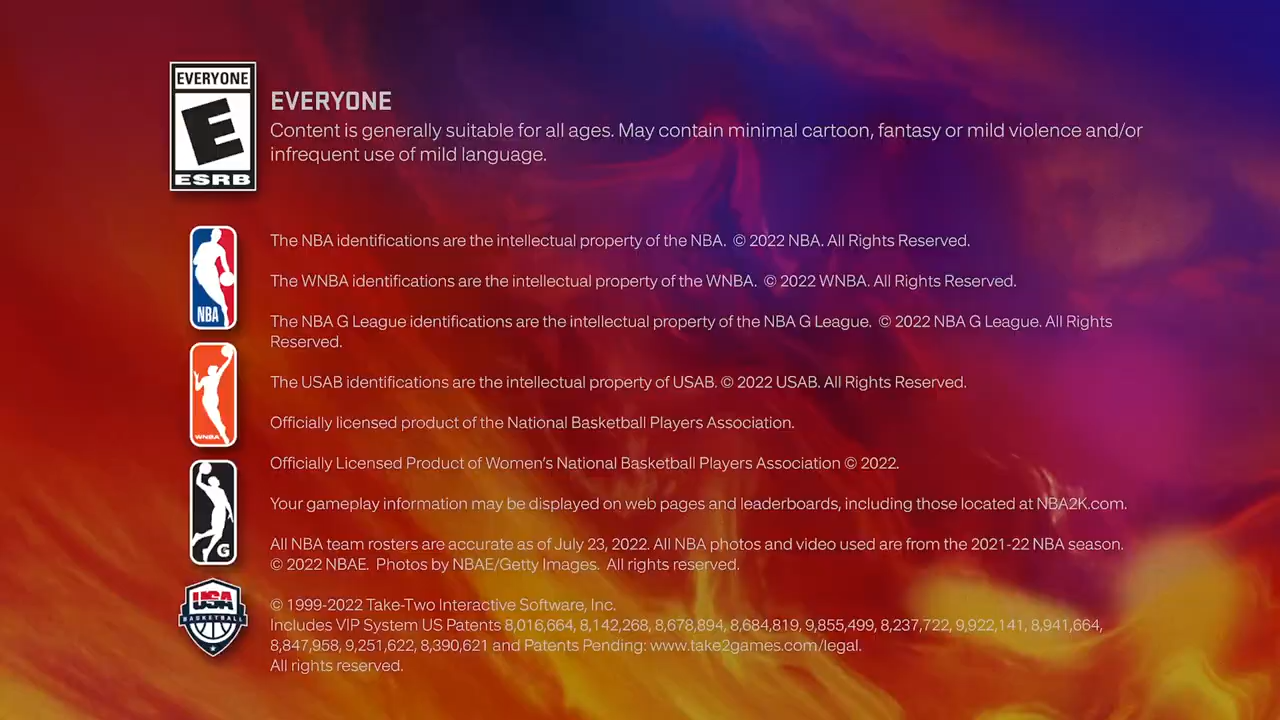 EVERYONE
E
ESRB
EVERYONE
Content is generally suitable for all ages. May contain minimal cartoon, fantasy or mild violence and/or
infrequent use of mild language.
NBA
The NBA identifications are the intellectual property of the NBA. © 2022 NBA. All Rights Reserved.
The WNBA identifications are the intellectual property of the WNBA. © 2022 WNBA. All Rights Reserved.
The NBA G League identifications are the intellectual property of the NBA G League. © 2022 NBA G League. All Rights
Reserved.
WNBA
The USAB identifications are the intellectual property of USAB. © 2022 USAB. All Rights Reserved.
Officially licensed product of the National Basketball Players Association.
Officially Licensed Product of Women's National Basketball Players Association © 2022.
G
Your gameplay information may be displayed on web pages and leaderboards, including those located at NBA2K.com.
All NBA team rosters are accurate as of July 23, 2022. All NBA photos and video used are from the 2021-22 NBA season.
© 2022 NBAE. Photos by NBAE/Getty Images. All rights reserved.
USA
BASKETBALL
© 1999-2022 Take-Two Interactive Software, Inc.
Includes VIP System US Patents 8,016,664, 8,142,268, 8,678,894, 8,684,819, 9,855,499, 8,237,722, 9,922,141, 8,941,664,
8,847,958, 9,251,622, 8,390,621 and Patents Pending: www.take2games.com/legal.
All rights reserved.